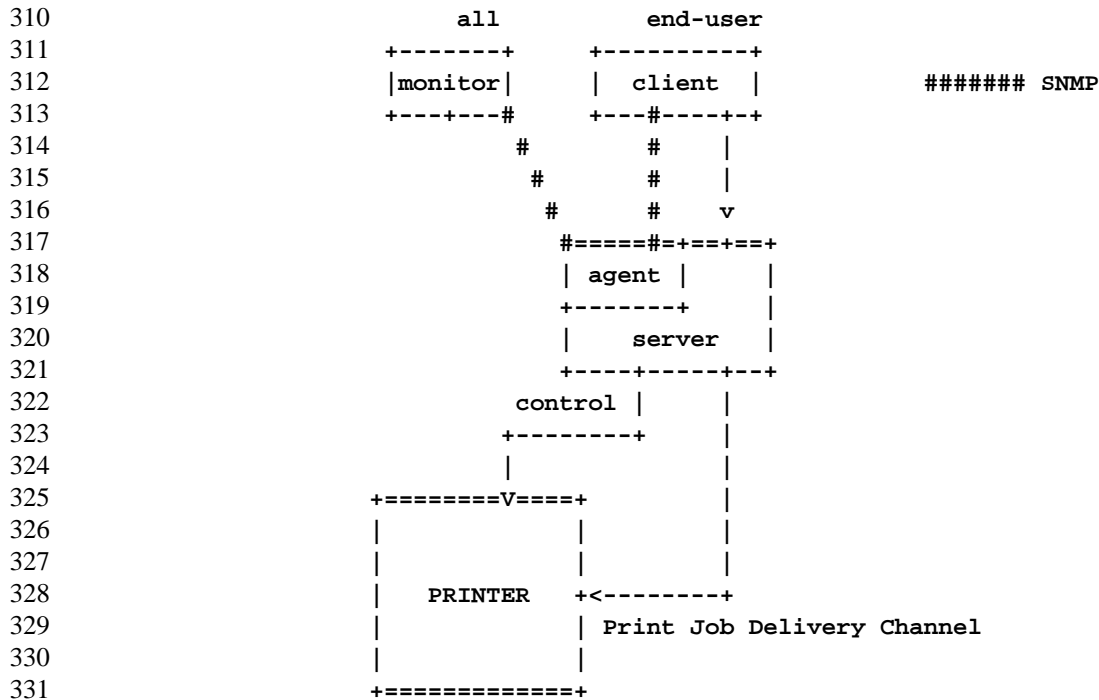 310 all end-user
311 +-------+ +----------+
312 |monitor| | client | ####### SNMP
313 +---+---# +---#----+-+
314 # # |
315 # # |
316 # # v
317 #=====#=+==+==+
318 | agent | |
319 +-------+ |
320 | server |
321 +----+-----+--+
322 control | |
323 +--------+ |
324 | |
325 +========V====+ |
326 | | |
327 | | |
328 | PRINTER +<--------+
329 | | Print Job Delivery Channel
330 | |
331 +=============+